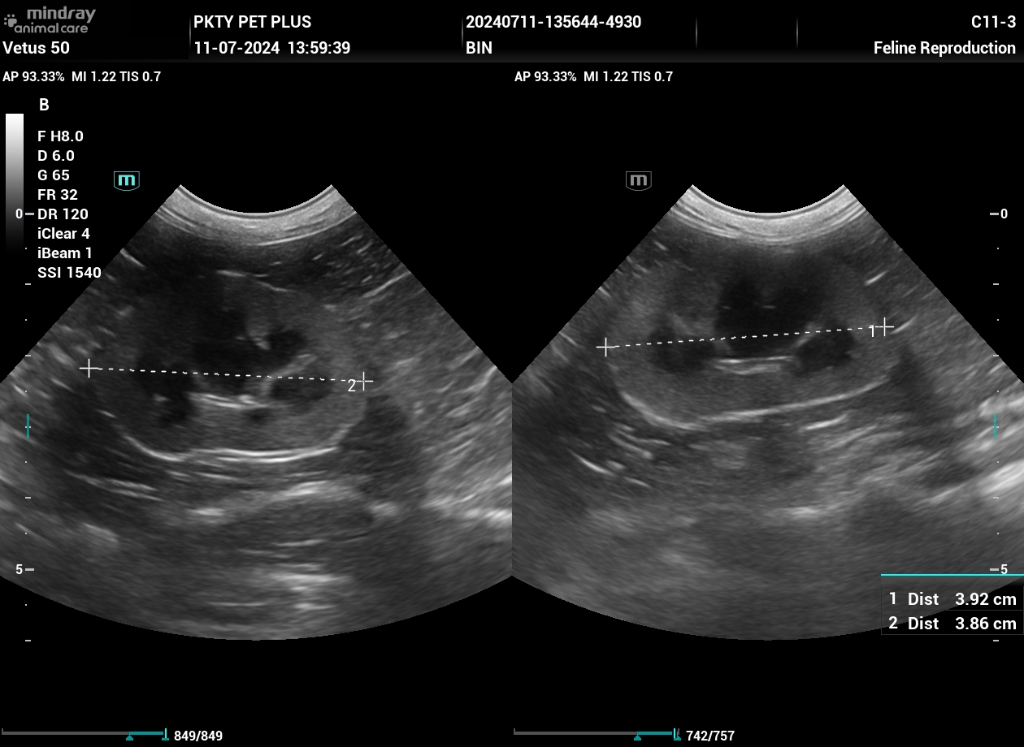 mindray
animalcare
Vetus 50
PKTY PET PLUS
11-07-2024 13:59:39
20240711-135644-4930
BIN
C11-3
Feline Reproduction
AP 93.33% MI 1.22 TIS 0.7
AP 93.33% MI 1.22 TIS 0.7
B
F H8.0
D 6.0
G 65
FR 32
DR 120
iClear 4
iBeam 1
SSI 1540
m
m
0
0
1
2
5
5
1 Dist 3.92 cm
2 Dist 3.86 cm
849/849
742/757